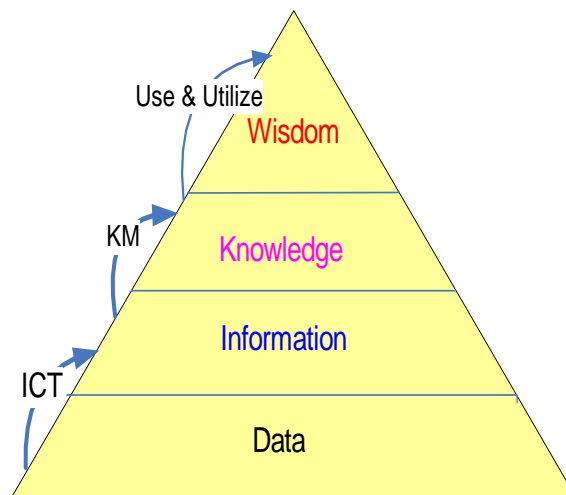 Use & Utilize
Wisdom
KM
Knowledge
Information
ICT
Data